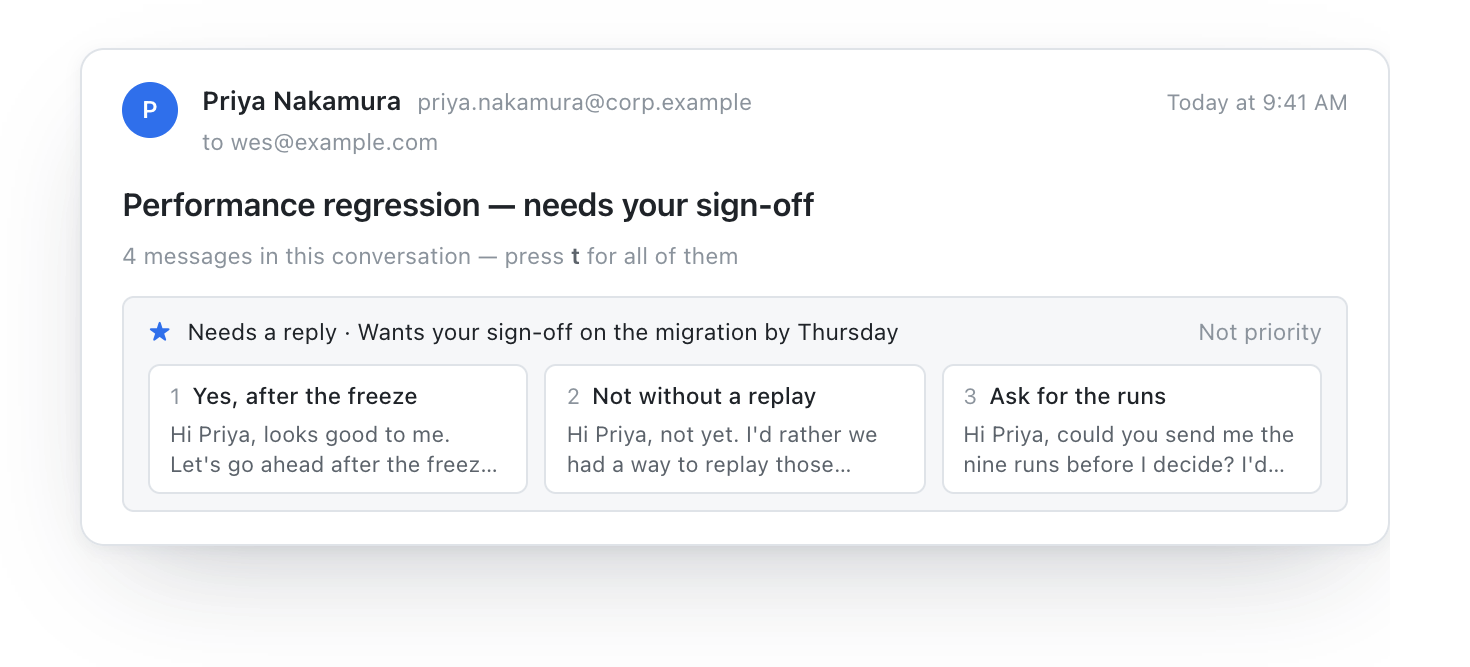 P
Priya Nakamura priya.nakamura@corp.example Today at 9:41 AM
to wes@example.com
Performance regression — needs your sign-off
4 messages in this conversation — press t for all of them
Needs a reply · Wants your sign-off on the migration by Thursday Not priority
1 Yes, after the freeze
Hi Priya, looks good to me.
Let's go ahead after the freez...
2 Not without a replay
Hi Priya, not yet. I'd rather we
had a way to replay those...
3 Ask for the runs
Hi Priya, could you send me the
nine runs before I decide? I'd...